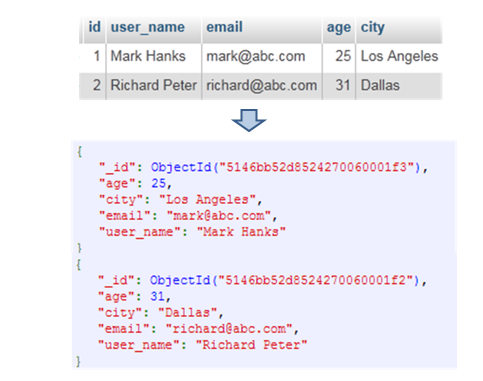 id user_name email age city
1 Mark Hanks mark@abc.com 25 Los Angeles
2 Richard Peter richard@abc.com 31 Dallas
{
"_id": ObjectId("5146bb52d8524270060001f3"),
"age": 25,
"city": "Los Angeles",
"email": "mark@abc.com",
"user_name": "Mark Hanks"
}
{
"_id": ObjectId("5146bb52d8524270060001f2"),
"age": 31,
"city": "Dallas",
"email": "richard@abc.com",
"user_name": "Richard Peter"
}